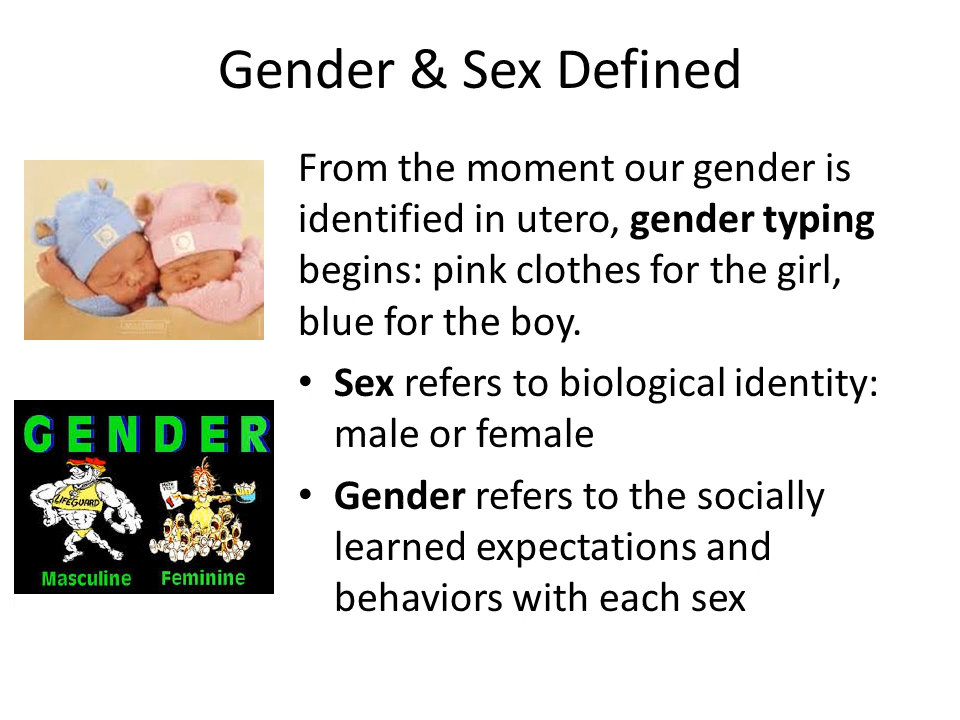 Gender & Sex Defined
From the moment our gender is
identified in utero, gender typing
begins: pink clothes for the girl,
blue for the boy.
• Sex refers to biological identity:
male or female
• Gender refers to the socially
learned expectations and
behaviors with each sex
GENDER
LIFEGUARD
Masculine
Feminine